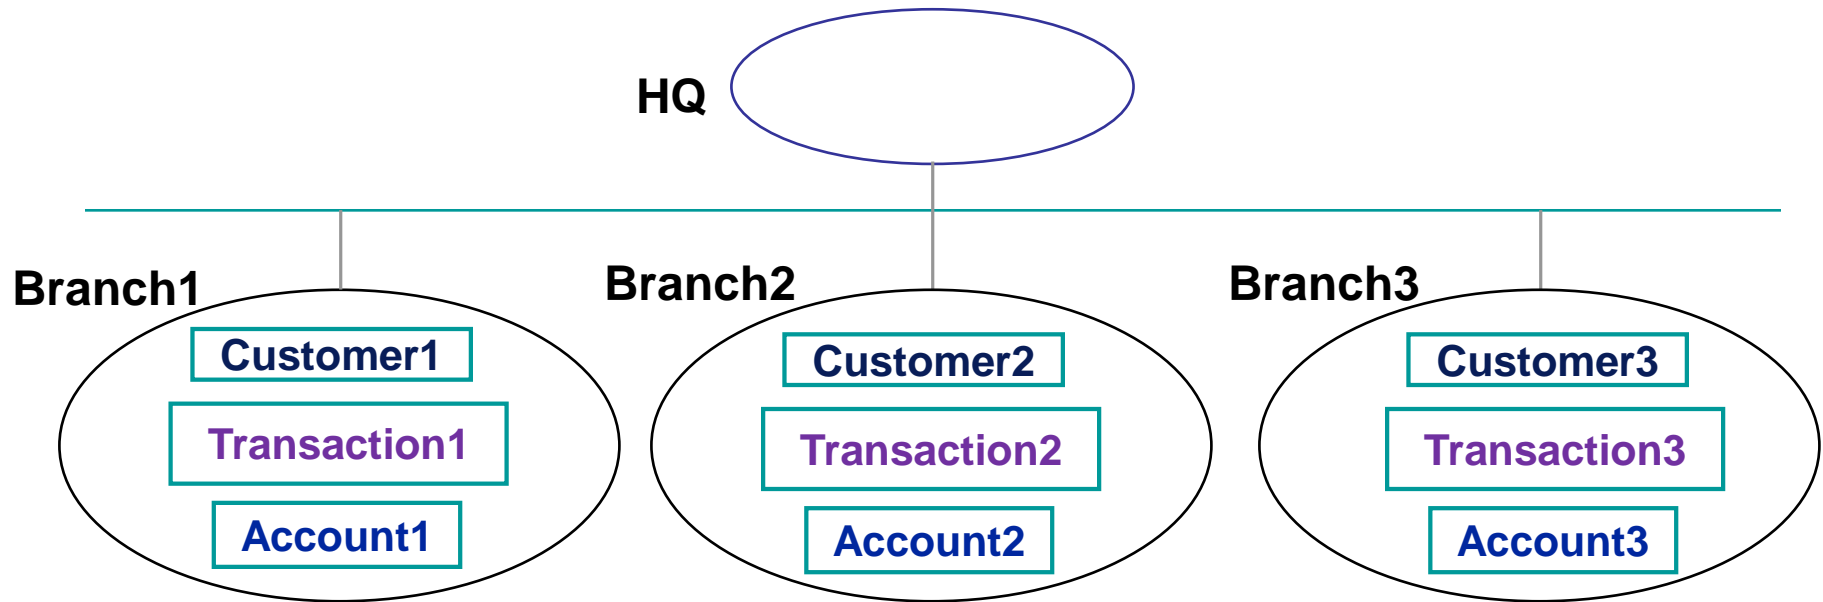 HQ
Branch1
Customer1
Transaction1
Account1
Branch2
Customer2
Transaction2
Account2
Branch3
Customer3
Transaction3
Account3